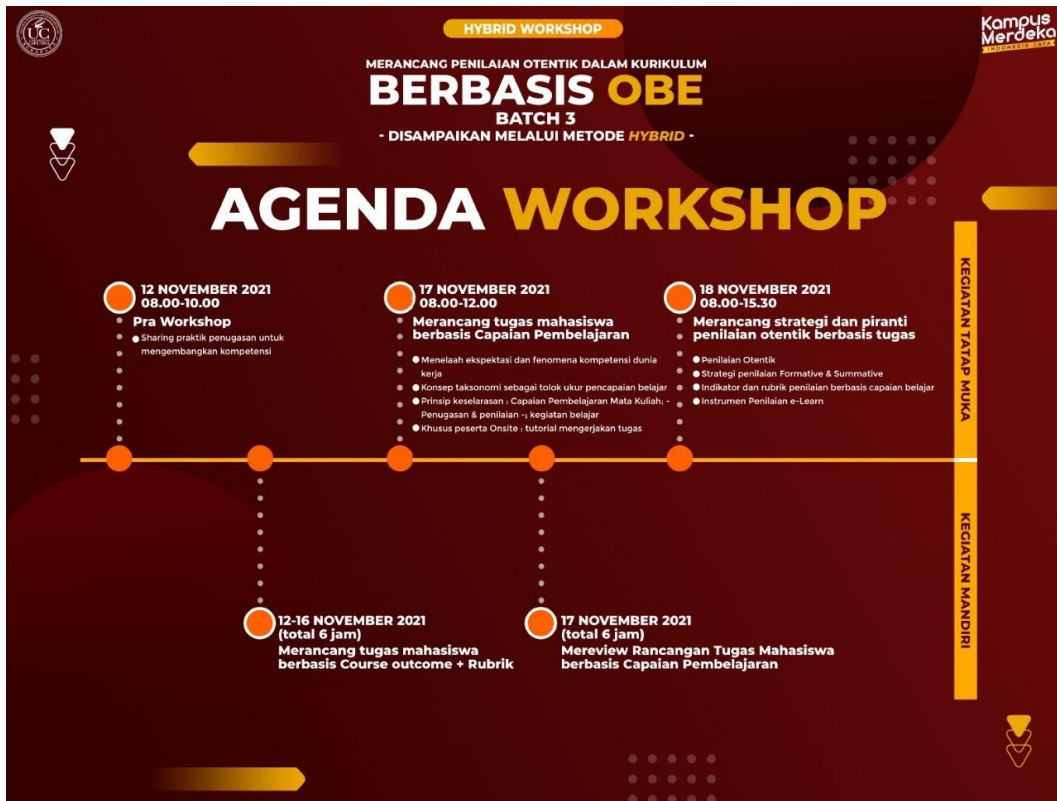 HYBRID WORKSHOP
UC
Kampus
Merdeka
INDONESIA JAYA
MERANCANG PENILAIAN OTENTIK DALAM KURIKULUM
BERBASIS OBE
BATCH 3
- DISAMPAIKAN MELALUI METODE HYBRID -
AGENDA WORKSHOP
12 NOVEMBER 2021
08.00-10.00
Pra Workshop
Sharing praktik penugasan untuk
mengembangkan kompetensi
17 NOVEMBER 2021
08.00-12.00
Merancang tugas mahasiswa
berbasis Capaian Pembelajaran
Menelaah ekspektasi dan fenomena kompetensi dunia
kerja
Konsep taksonomi sebagai tolok ukur pencapaian belajar
Prinsip keselarasan : Capaian Pembelajaran Mata Kuliah; -
Penugasan & penilaian -; kegiatan belajar
Khusus peserta Onsite : tutorial mengerjakan tugas
18 NOVEMBER 2021
08.00-15.30
Merancang strategi dan piranti
penilaian otentik berbasis tugas
Penilaian Otentik
Strategi penilaian Formative & Summative
Indikator dan rubrik penilaian berbasis capaian belajar
Instrumen Penilaian e-Learn
KEGIATAN TATAP MUKA
12-16 NOVEMBER 2021
(total 6 jam)
Merancang tugas mahasiswa
berbasis Course outcome + Rubrik
17 NOVEMBER 2021
(total 6 jam)
Mereview Rancangan Tugas Mahasiswa
berbasis Capaian Pembelajaran
KEGIATAN MANDIRI